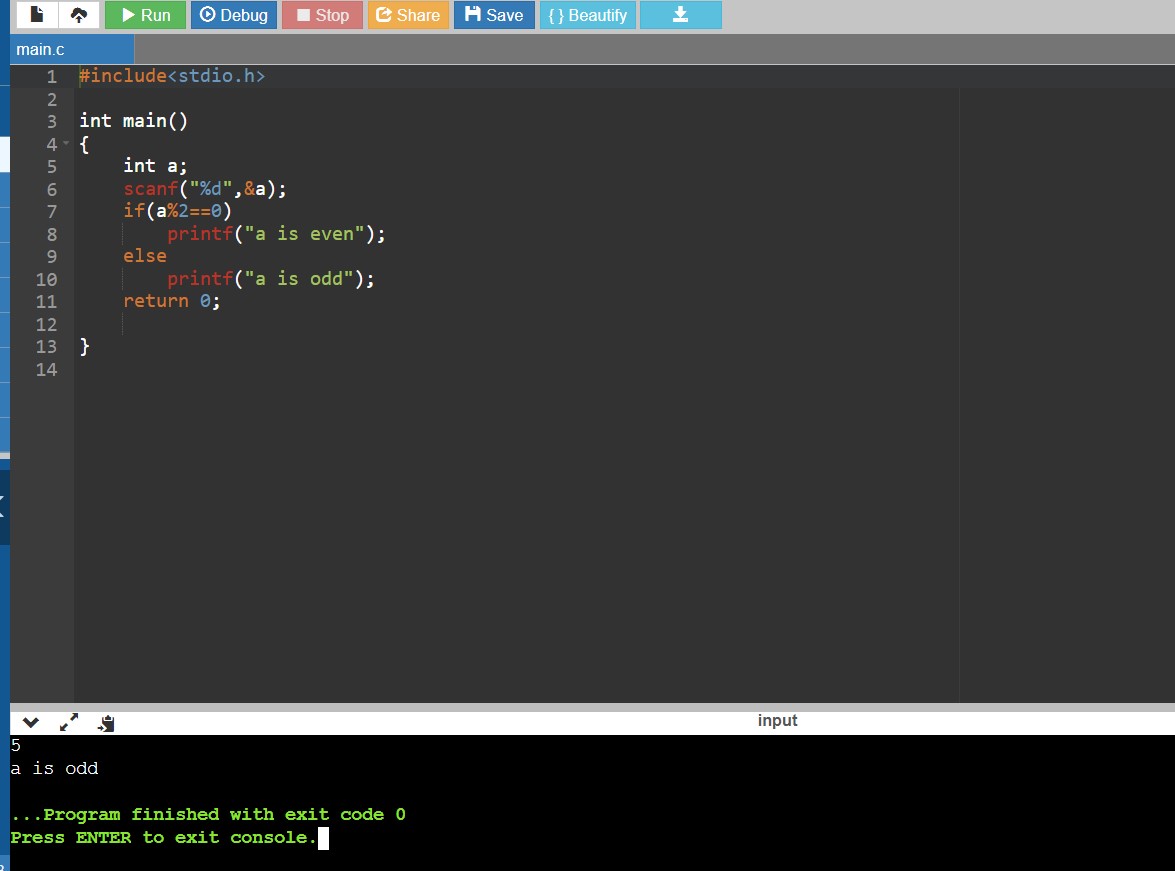 Run Debug Stop Share Save { } Beautify
main.c
1 #include<stdio.h>
2
3 int main()
4 {
5     int a;
6     scanf("%d",&a);
7     if(a%2==0)
8         printf("a is even");
9     else
10         printf("a is odd");
11     return 0;
12
13 }
14
input
5
a is odd
...Program finished with exit code 0
Press ENTER to exit console.